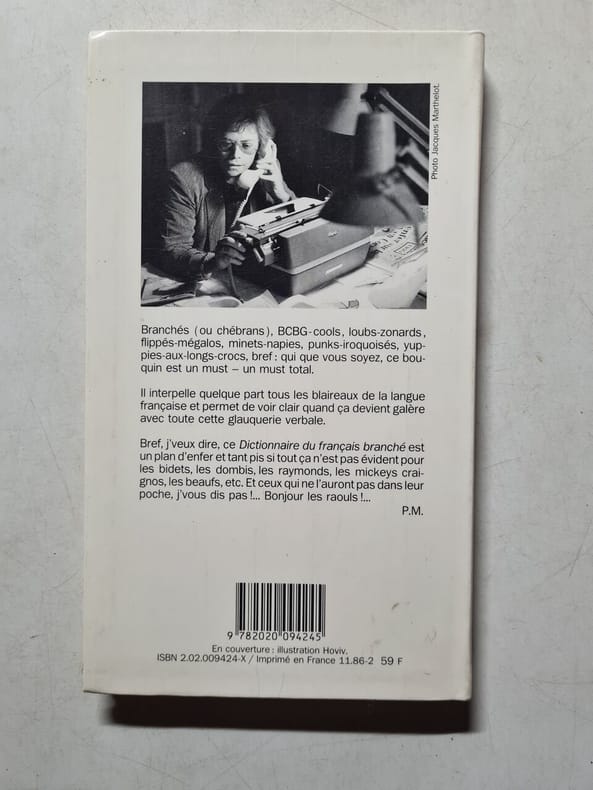 Photo Jacques Marthelot.
Branchés (ou chébrans), BCBG-cools, loubs-zonards,
flippés-mégalos, minets-napies, punks-iroquoisés, yup-
pies-aux-longs-crocs, bref : qui que vous soyez, ce bou-
quin est un must – un must total.
Il interpelle quelque part tous les blaireaux de la langue
française et permet de voir clair quand ça devient galère
avec toute cette glauquerie verbale.
Bref, j'veux dire, ce Dictionnaire du français branché est
un plan d'enfer et tant pis si tout ça n'est pas évident pour
les bidets, les dombis, les raymonds, les mickeys crai-
gnos, les beaufs, etc. Et ceux qui ne l'auront pas dans leur
poche, j'vous dis pas !... Bonjour les raouls !...
P.M.
9 782020 094245
En couverture : illustration Hoviv.
ISBN 2.02.009424-X / Imprimé en France 11.86-2 59 F